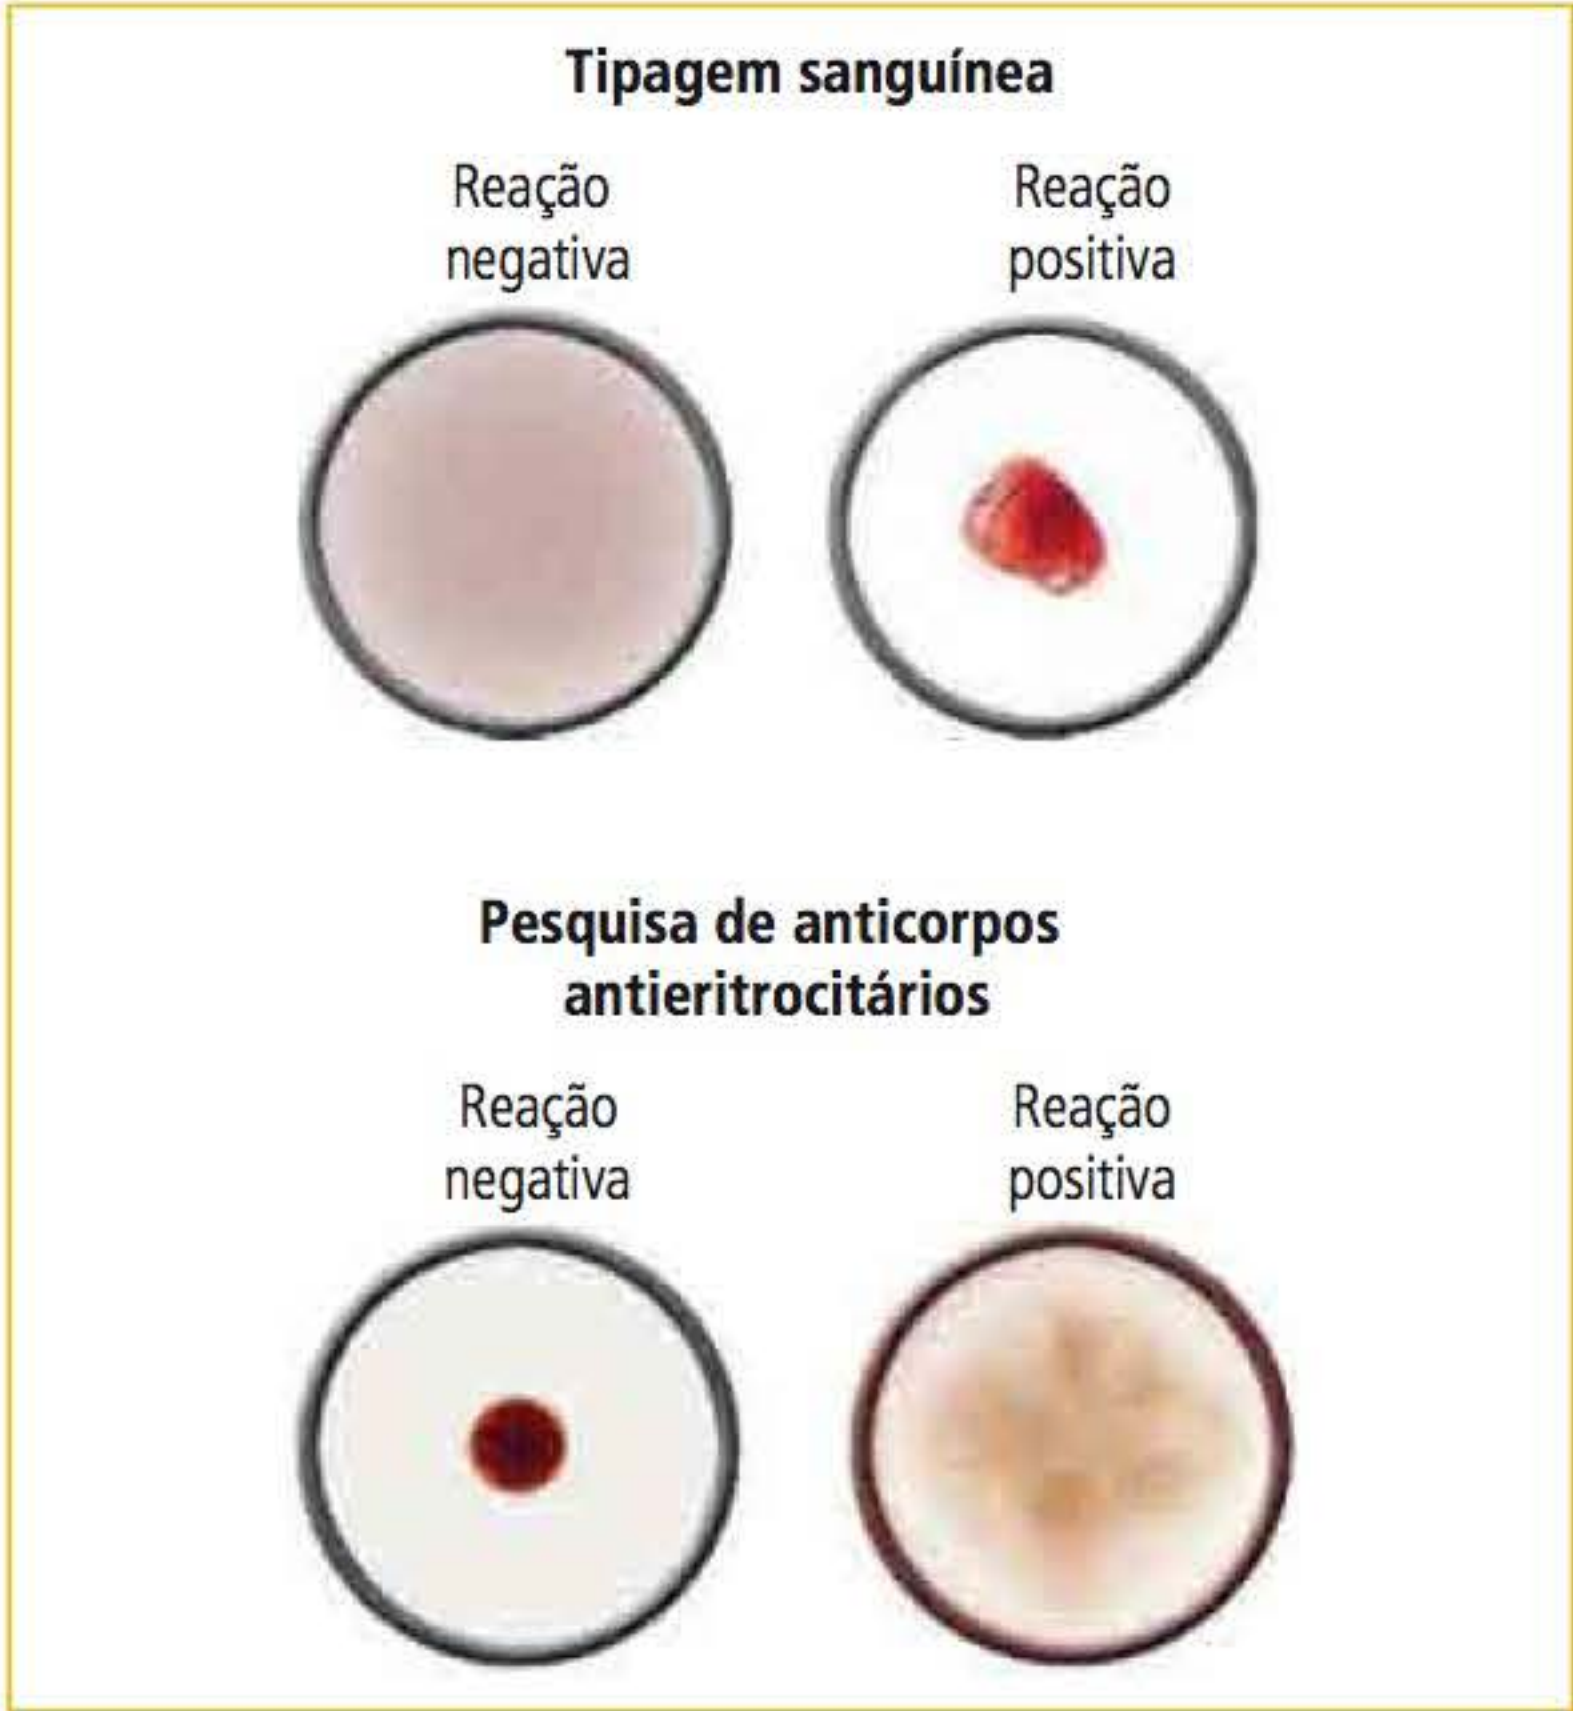 Tipagem sanguínea
Reação negativa
Reação positiva
Pesquisa de anticorpos
antieritrocitários
Reação negativa
Reação positiva